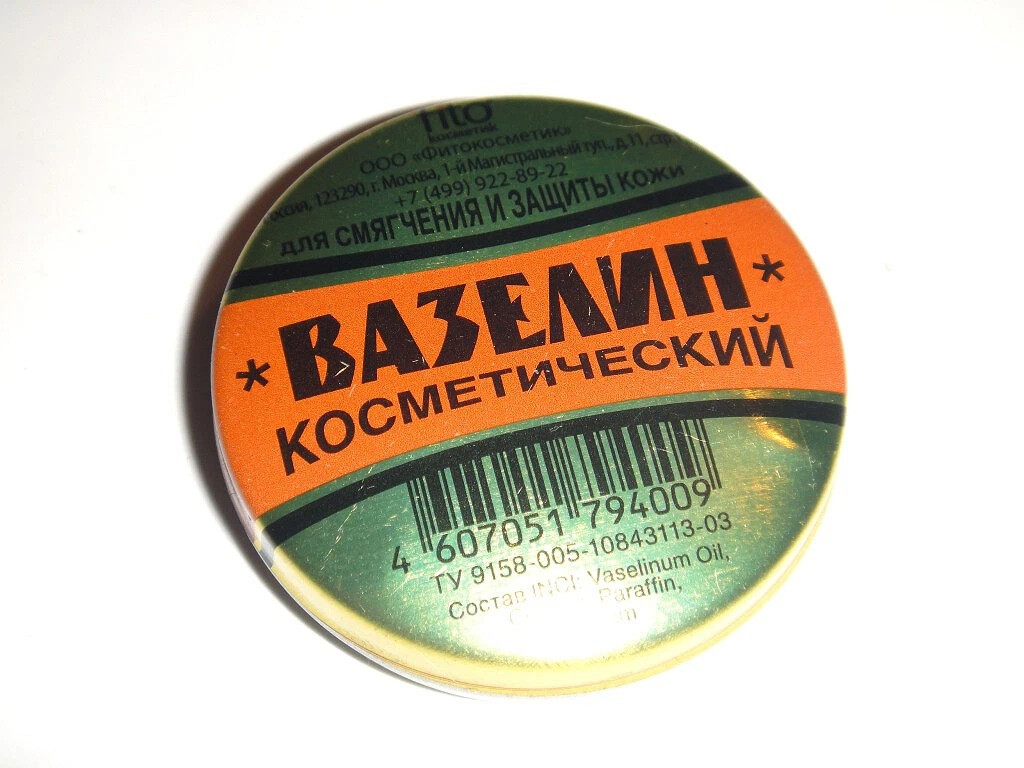 fito
косметик
ООО «Фитокосметик»
123290, г. Москва, 1-й Магистральный туп., д.11, стр.
+7 (499) 922-89-22
для СМЯГЧЕНИЯ И ЗАЩИТЫ КОЖИ
* ВАЗЕЛИН *
КОСМЕТИЧЕСКИЙ
4 607051 794009
ТУ 9158-005-10843113-03
Состав INCI: Vaselinum Oil,
Paraffin,